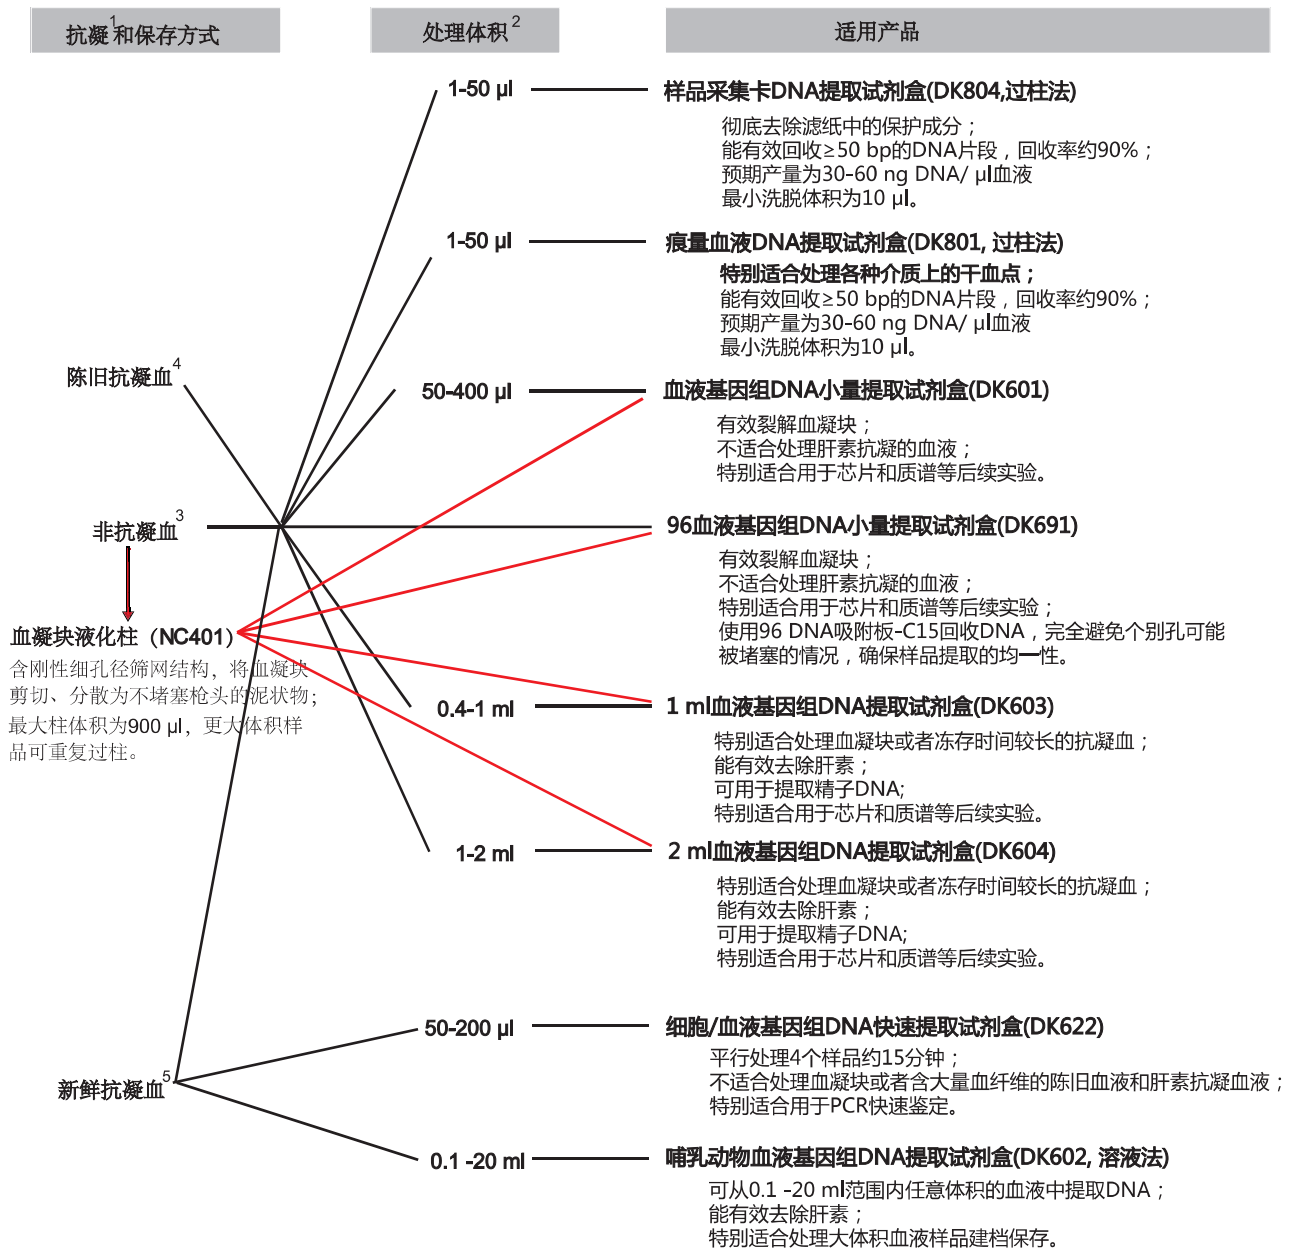 抗凝1和保存方式
处理体积2
适用产品
1-50 μl
样品采集卡DNA提取试剂盒(DK804,过柱法)
彻底去除滤纸中的保护成分；
能有效回收≥50 bp的DNA片段，回收率约90%；
预期产量为30-60 ng DNA/ μl血液
最小洗脱体积为10 μl。
1-50 μl
痕量血液DNA提取试剂盒(DK801, 过柱法)
特别适合处理各种介质上的干血点；
能有效回收≥50 bp的DNA片段，回收率约90%；
预期产量为30-60 ng DNA/ μl血液
最小洗脱体积为10 μl。
陈旧抗凝血4
50-400 μl
血液基因组DNA小量提取试剂盒(DK601)
有效裂解血凝块；
不适合处理肝素抗凝的血液；
特别适合用于芯片和质谱等后续实验。
非抗凝血3
96血液基因组DNA小量提取试剂盒(DK691)
有效裂解血凝块；
不适合处理肝素抗凝的血液；
特别适合用于芯片和质谱等后续实验；
使用96 DNA吸附板-C15回收DNA，完全避免个别孔可能
被堵塞的情况，确保样品提取的均一性。
血凝块液化柱（NC401）
含刚性细孔径筛网结构，将血凝块
剪切、分散为不堵塞枪头的泥状物；
最大柱体积为900 μl，更大体积样
品可重复过柱。
0.4-1 ml
1 ml血液基因组DNA提取试剂盒(DK603)
特别适合处理血凝块或者冻存时间较长的抗凝血；
能有效去除肝素；
可用于提取精子DNA;
特别适合用于芯片和质谱等后续实验。
1-2 ml
2 ml血液基因组DNA提取试剂盒(DK604)
特别适合处理血凝块或者冻存时间较长的抗凝血；
能有效去除肝素；
可用于提取精子DNA;
特别适合用于芯片和质谱等后续实验。
新鲜抗凝血5
50-200 μl
细胞/血液基因组DNA快速提取试剂盒(DK622)
平行处理4个样品约15分钟；
不适合处理血凝块或者含大量血纤维的陈旧血液和肝素抗凝血液；
特别适合用于PCR快速鉴定。
0.1 -20 ml
哺乳动物血液基因组DNA提取试剂盒(DK602, 溶液法)
可从0.1 -20 ml范围内任意体积的血液中提取DNA；
能有效去除肝素；
特别适合处理大体积血液样品建档保存。